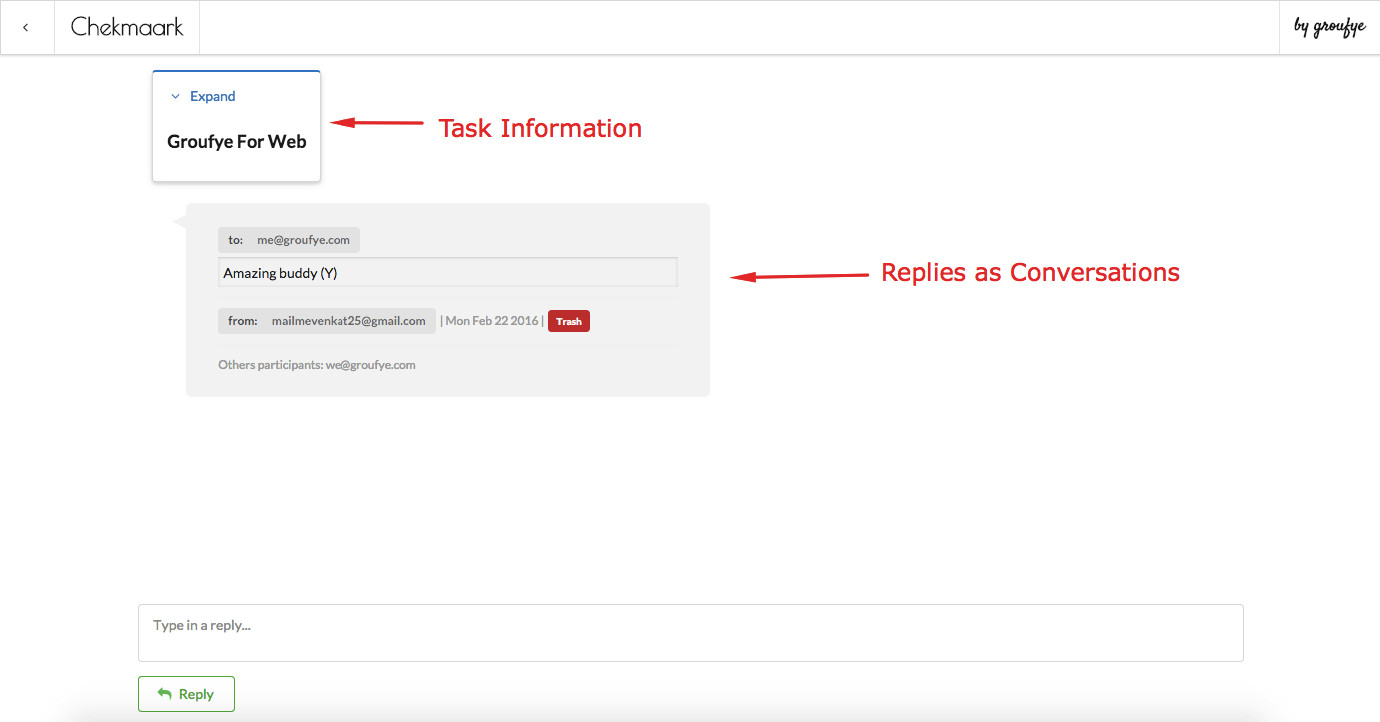 Chekmaark
by groufye
Expand
Groufye For Web
Task Information
to: me@groufye.com
Amazing buddy (Y)
Replies as Conversations
from: mailmevenkat25@gmail.com | Mon Feb 22 2016 | Trash
Others participants: we@groufye.com
Type in a reply...
Reply